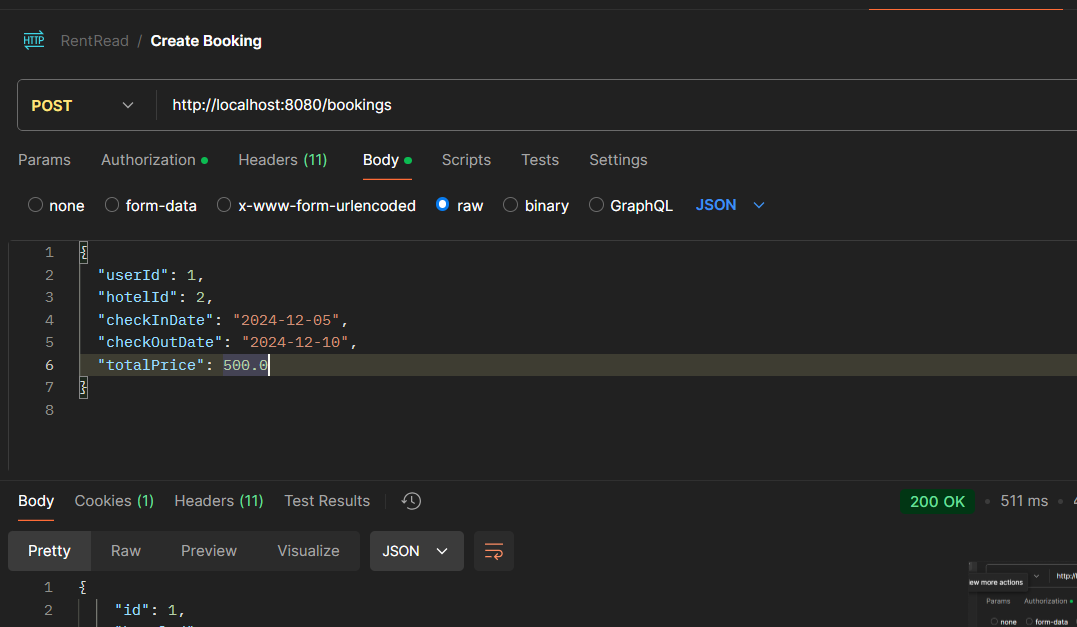 HTTP RentRead / Create Booking
POST http://localhost:8080/bookings
Params Authorization Headers (11) Body Scripts Tests Settings
none form-data x-www-form-urlencoded raw binary GraphQL JSON
1 {
2 "userId": 1,
3 "hotelId": 2,
4 "checkInDate": "2024-12-05",
5 "checkOutDate": "2024-12-10",
6 "totalPrice": 500.0
7 }
8
Body Cookies (1) Headers (11) Test Results 200 OK • 511 ms •
Pretty Raw Preview Visualize JSON
1 {
2 "id": 1,
iew more actions http://l
Params Authorization
none form-data